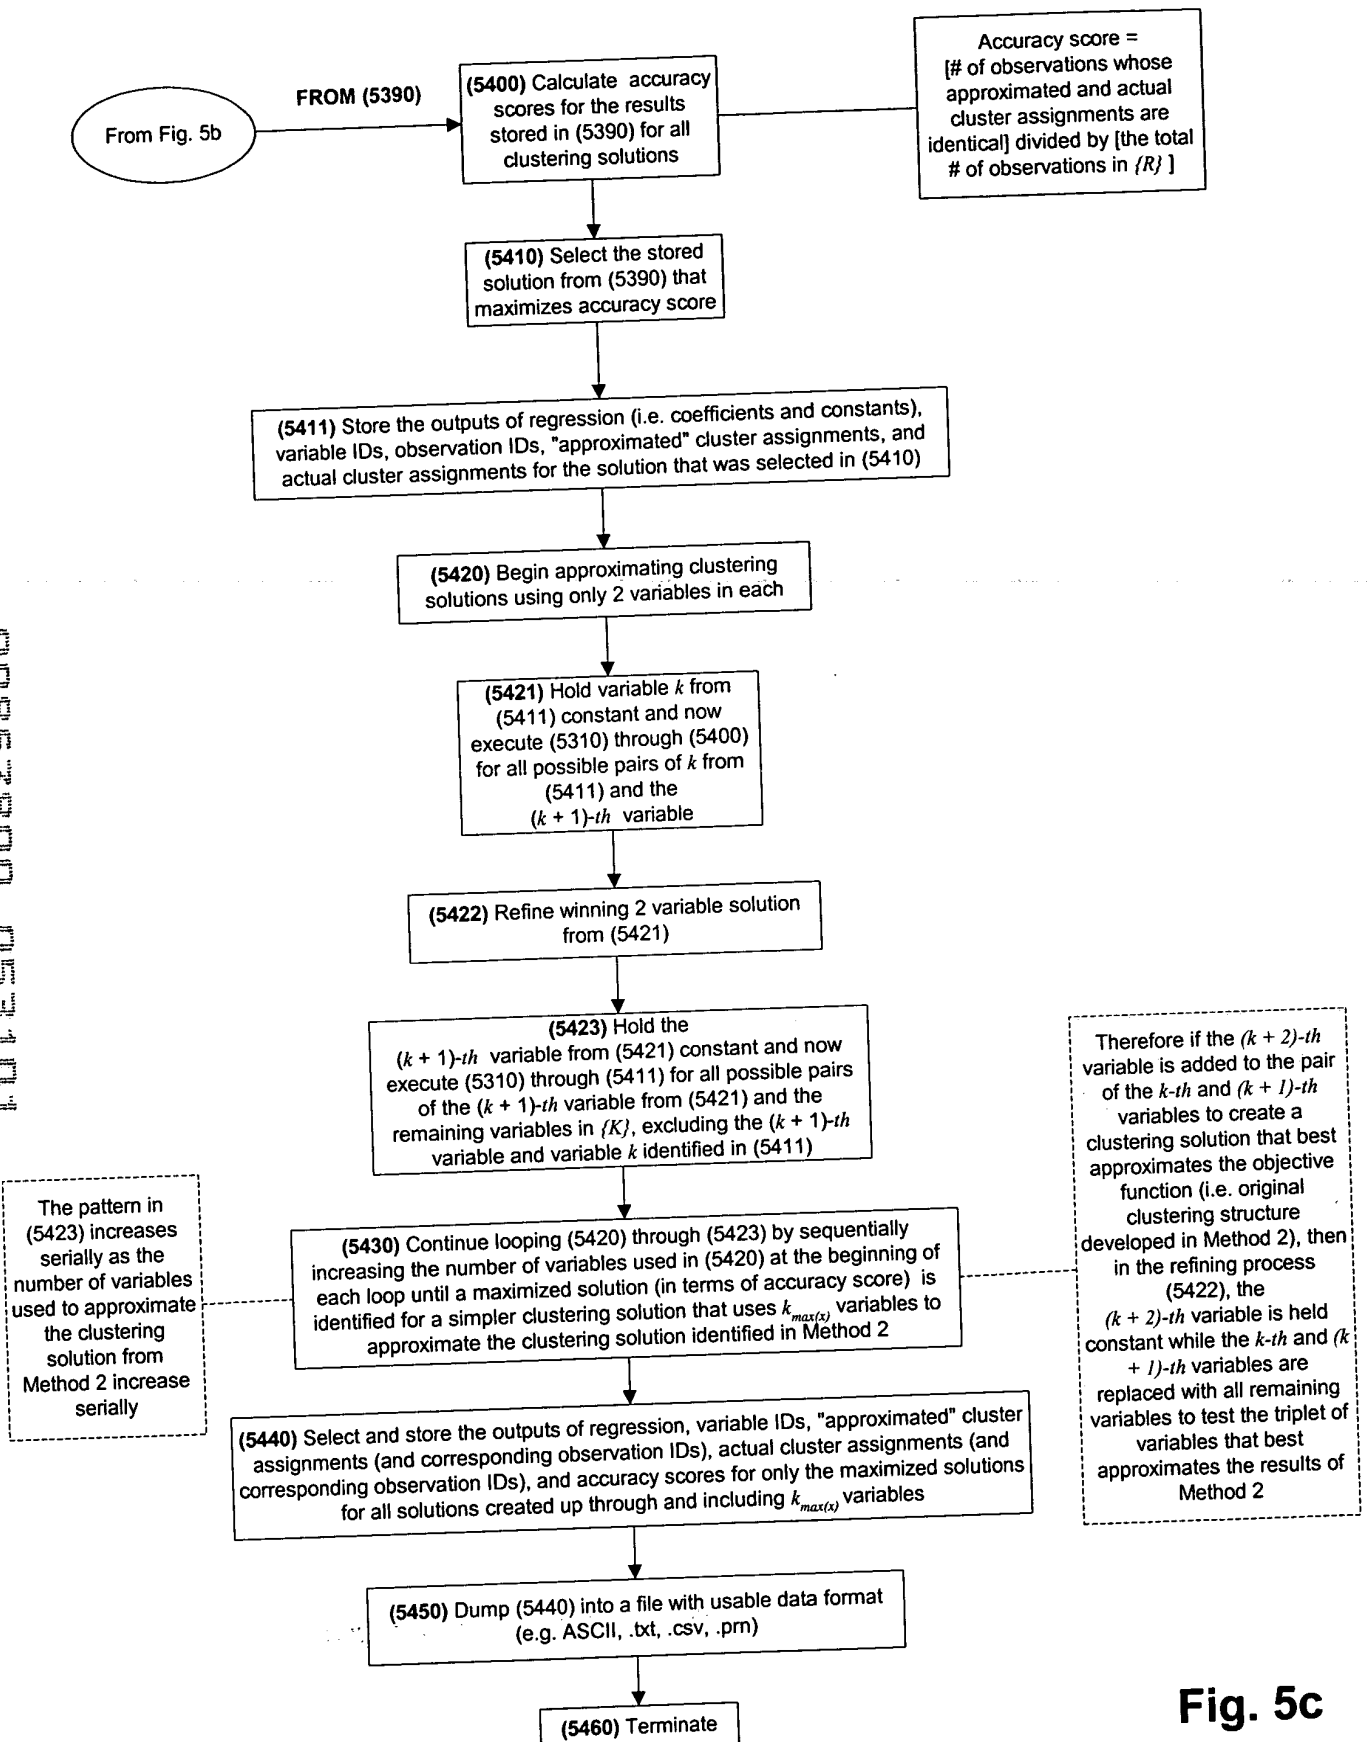 From Fig. 5b
FROM (5390)
(5400) Calculate accuracy
scores for the results
stored in (5390) for all
clustering solutions
Accuracy score =
[# of observations whose
approximated and actual
cluster assignments are
identical] divided by [the total
# of observations in {R} ]
(5410) Select the stored
solution from (5390) that
maximizes accuracy score
(5411) Store the outputs of regression (i.e. coefficients and constants),
variable IDs, observation IDs, "approximated" cluster assignments, and
actual cluster assignments for the solution that was selected in (5410)
(5420) Begin approximating clustering
solutions using only 2 variables in each
(5421) Hold variable k from
(5411) constant and now
execute (5310) through (5400)
for all possible pairs of k from
(5411) and the
(k + 1)-th variable
(5422) Refine winning 2 variable solution
from (5421)
(5423) Hold the
(k + 1)-th variable from (5421) constant and now
execute (5310) through (5411) for all possible pairs
of the (k + 1)-th variable from (5421) and the
remaining variables in {K}, excluding the (k + 1)-th
variable and variable k identified in (5411)
Therefore if the (k + 2)-th
variable is added to the pair
of the k-th and (k + 1)-th
variables to create a
clustering solution that best
approximates the objective
function (i.e. original
clustering structure
developed in Method 2), then
in the refining process
(5422), the
(k + 2)-th variable is held
constant while the k-th and (k
+ 1)-th variables are
replaced with all remaining
variables to test the triplet of
variables that best
approximates the results of
Method 2
The pattern in
(5423) increases
serially as the
number of variables
used to approximate
the clustering
solution from
Method 2 increase
serially
(5430) Continue looping (5420) through (5423) by sequentially
increasing the number of variables used in (5420) at the beginning of
each loop until a maximized solution (in terms of accuracy score) is
identified for a simpler clustering solution that uses kmax(x) variables to
approximate the clustering solution identified in Method 2
(5440) Select and store the outputs of regression, variable IDs, "approximated" cluster
assignments (and corresponding observation IDs), actual cluster assignments (and
corresponding observation IDs), and accuracy scores for only the maximized solutions
for all solutions created up through and including kmax(x) variables
(5450) Dump (5440) into a file with usable data format
(e.g. ASCII, .txt, .csv, .prn)
(5460) Terminate
Fig. 5c